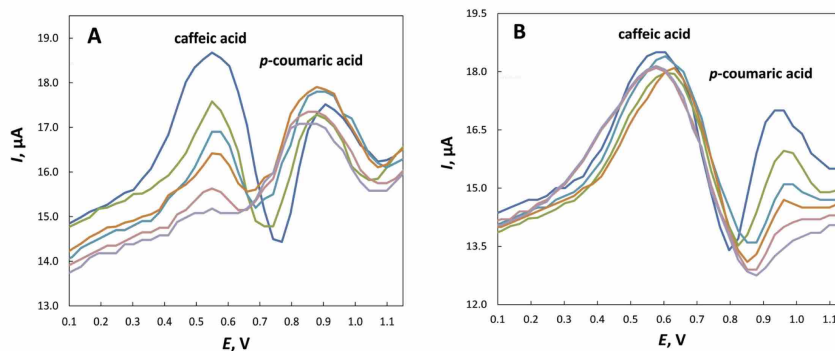 A
caffeic acid
p-coumaric acid
I, μA
19.0
18.0
17.0
16.0
15.0
14.0
13.0
0.1 0.2 0.3 0.4 0.5 0.6 0.7 0.8 0.9 1.0 1.1
E, V
B
caffeic acid
p-coumaric acid
I, μA
19.5
18.0
16.5
15.0
13.5
12.0
0.1 0.2 0.3 0.4 0.5 0.6 0.7 0.8 0.9 1.0 1.1
E, V